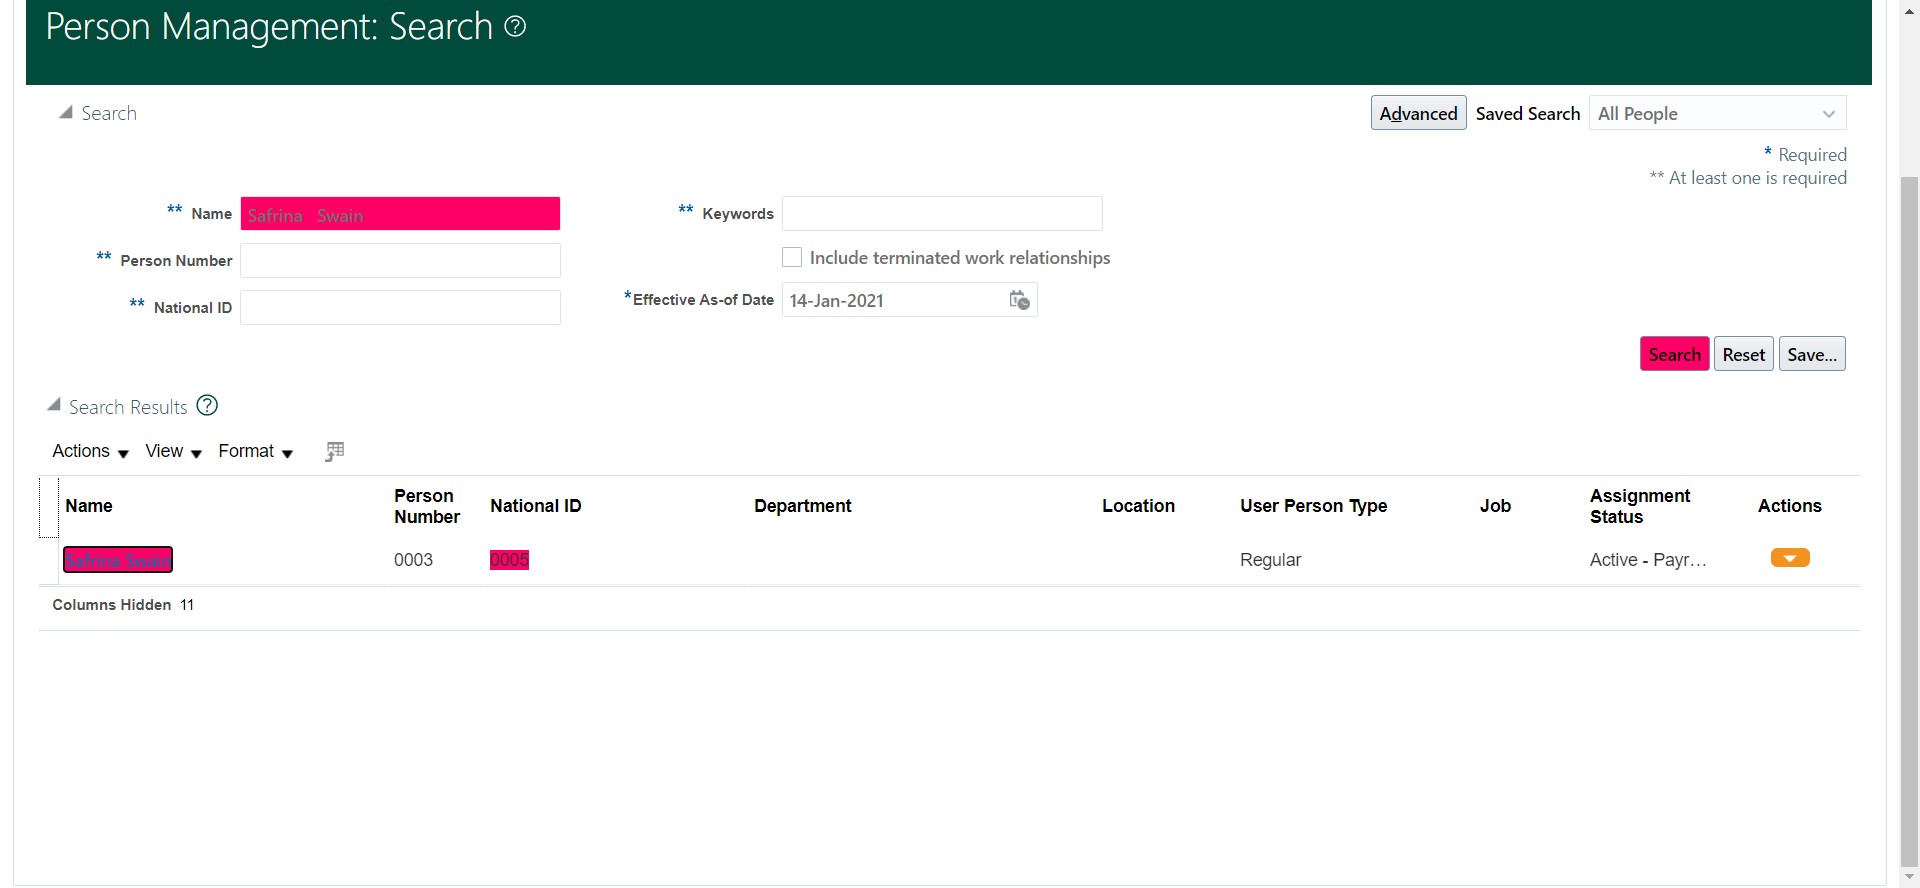 Person Management: Search
Search
Advanced Saved Search All People
* Required
** At least one is required
** Name Safrina Swain
** Keywords
** Person Number
Include terminated work relationships
** National ID
*Effective As-of Date 14-Jan-2021
Search Reset Save...
Search Results
Actions View Format
Name Person Number National ID Department Location User Person Type Job Assignment Status Actions
Safrina Swain 0003 0005 Regular Active - Payr...
Columns Hidden 11